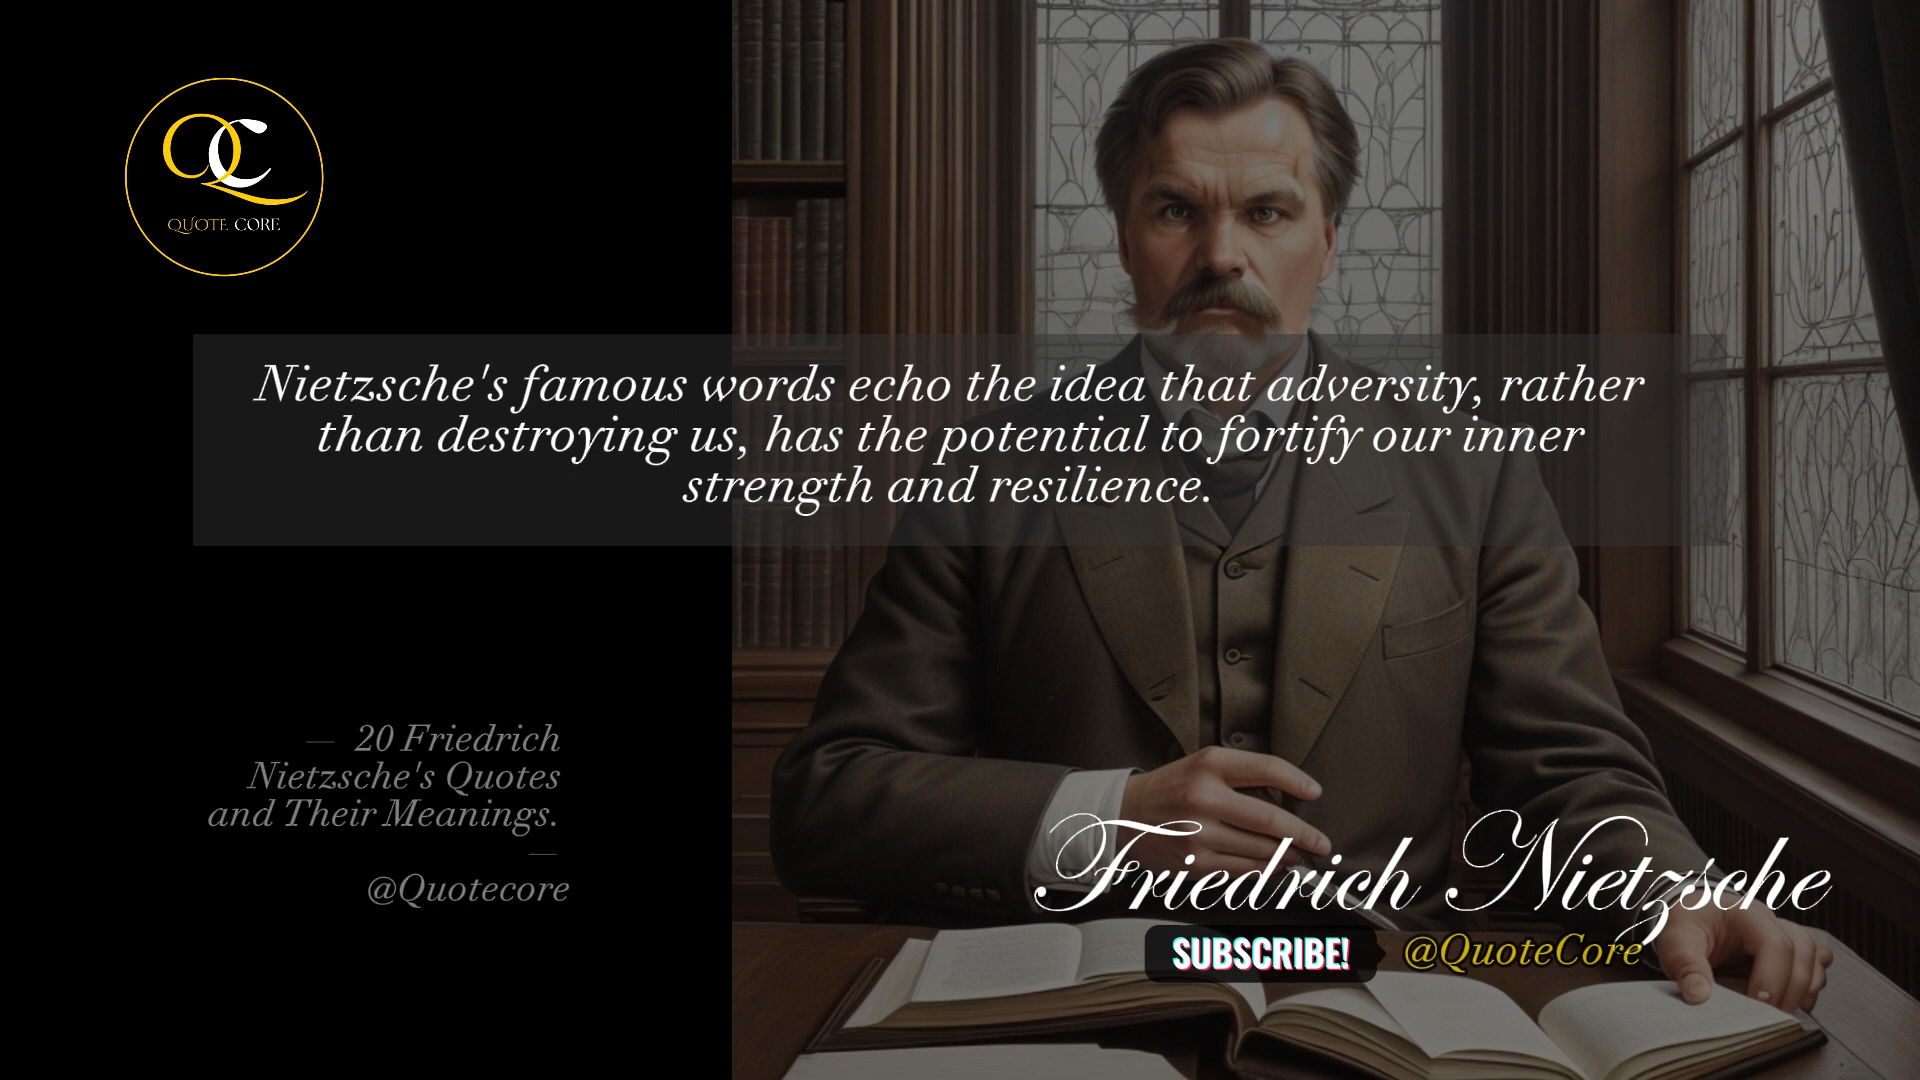 QC
QUOTE CORE
Nietzsche's famous words echo the idea that adversity, rather
than destroying us, has the potential to fortify our inner
strength and resilience.
— 20 Friedrich
Nietzsche's Quotes
and Their Meanings.
—
@Quotecore
Friedrich Nietzsche
SUBSCRIBE!
@QuoteCore